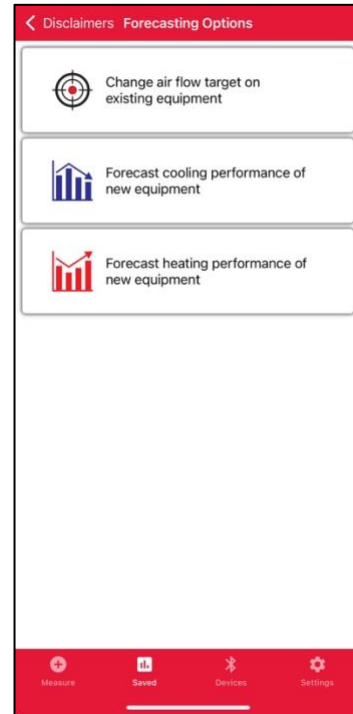 Disclaimers Forecasting Options
Change air flow target on
existing equipment
Forecast cooling performance of
new equipment
Forecast heating performance of
new equipment
Measure Saved Devices Settings